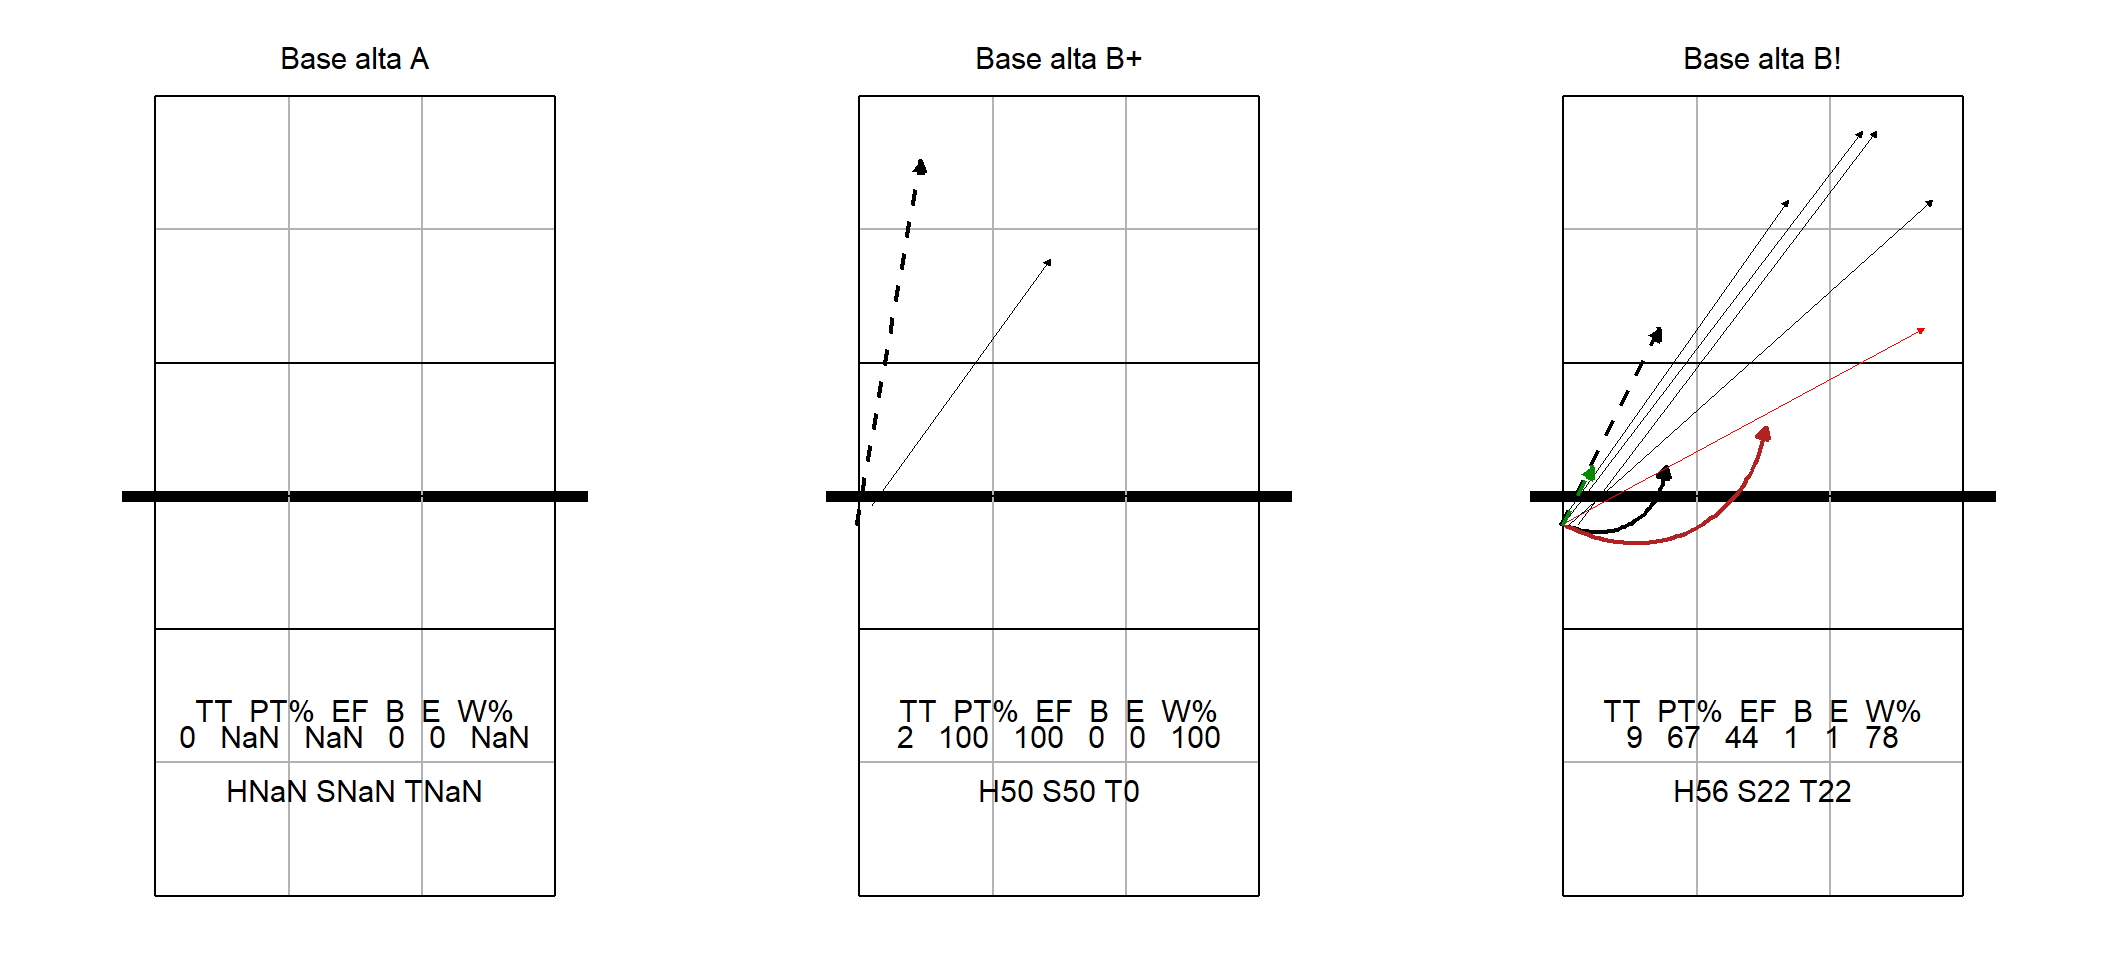 Base alta A
TT PT% EF B E W%
0 NaN NaN 0 0 NaN
HNaN SNaN TNaN
Base alta B+
TT PT% EF B E W%
2 100 100 0 0 100
H50 S50 T0
Base alta B!
TT PT% EF B E W%
9 67 44 1 1 78
H56 S22 T22